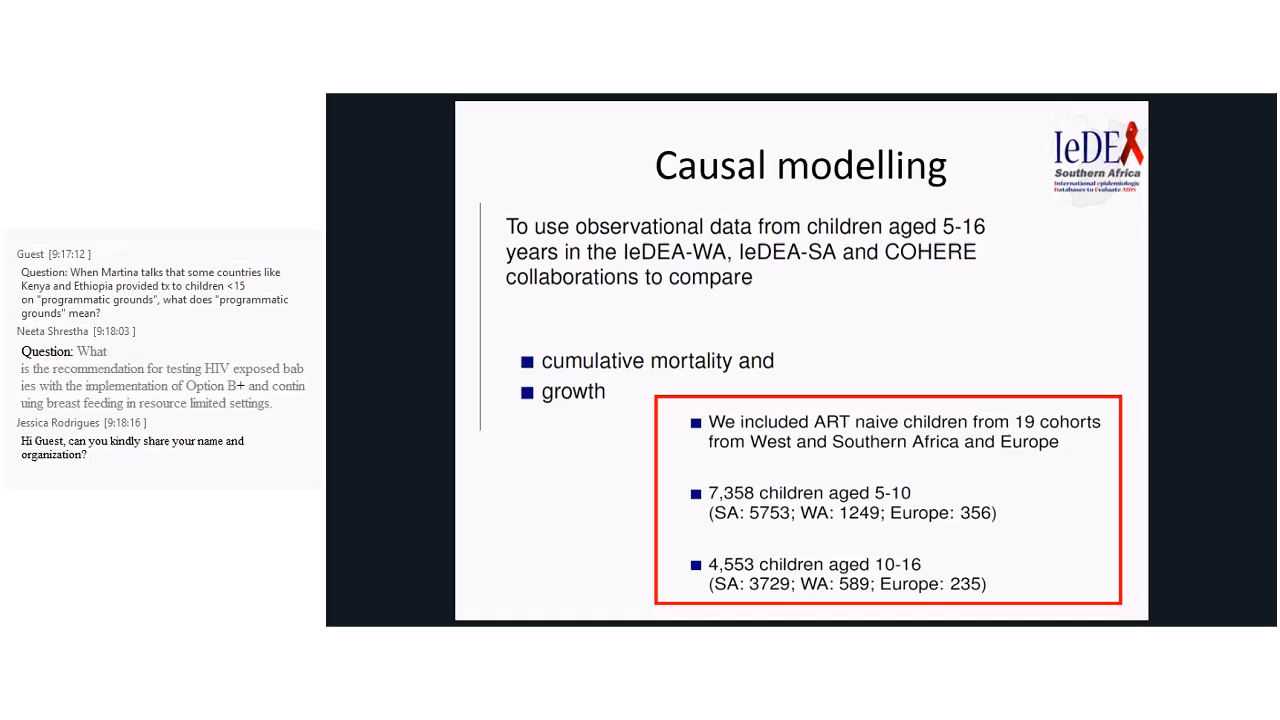 Guest [9:17:12 ]
Question: When Martina talks that some countries like
Kenya and Ethiopia provided tx to children <15
on "programmatic grounds", what does "programmatic
grounds" mean?
Neeta Shrestha [9:18:03 ]
Question: What
is the recommendation for testing HIV exposed bab
ies with the implementation of Option B+ and contin
uing breast feeding in resource limited settings.
Jessica Rodrigues [9:18:16 ]
Hi Guest, can you kindly share your name and
organization?
Causal modelling
IeDEA
Southern Africa
International epidemiologic
Databases to Evaluate AIDS
To use observational data from children aged 5-16
years in the IeDEA-WA, IeDEA-SA and COHERE
collaborations to compare
cumulative mortality and
growth
We included ART naive children from 19 cohorts
from West and Southern Africa and Europe
7,358 children aged 5-10
(SA: 5753; WA: 1249; Europe: 356)
4,553 children aged 10-16
(SA: 3729; WA: 589; Europe: 235)